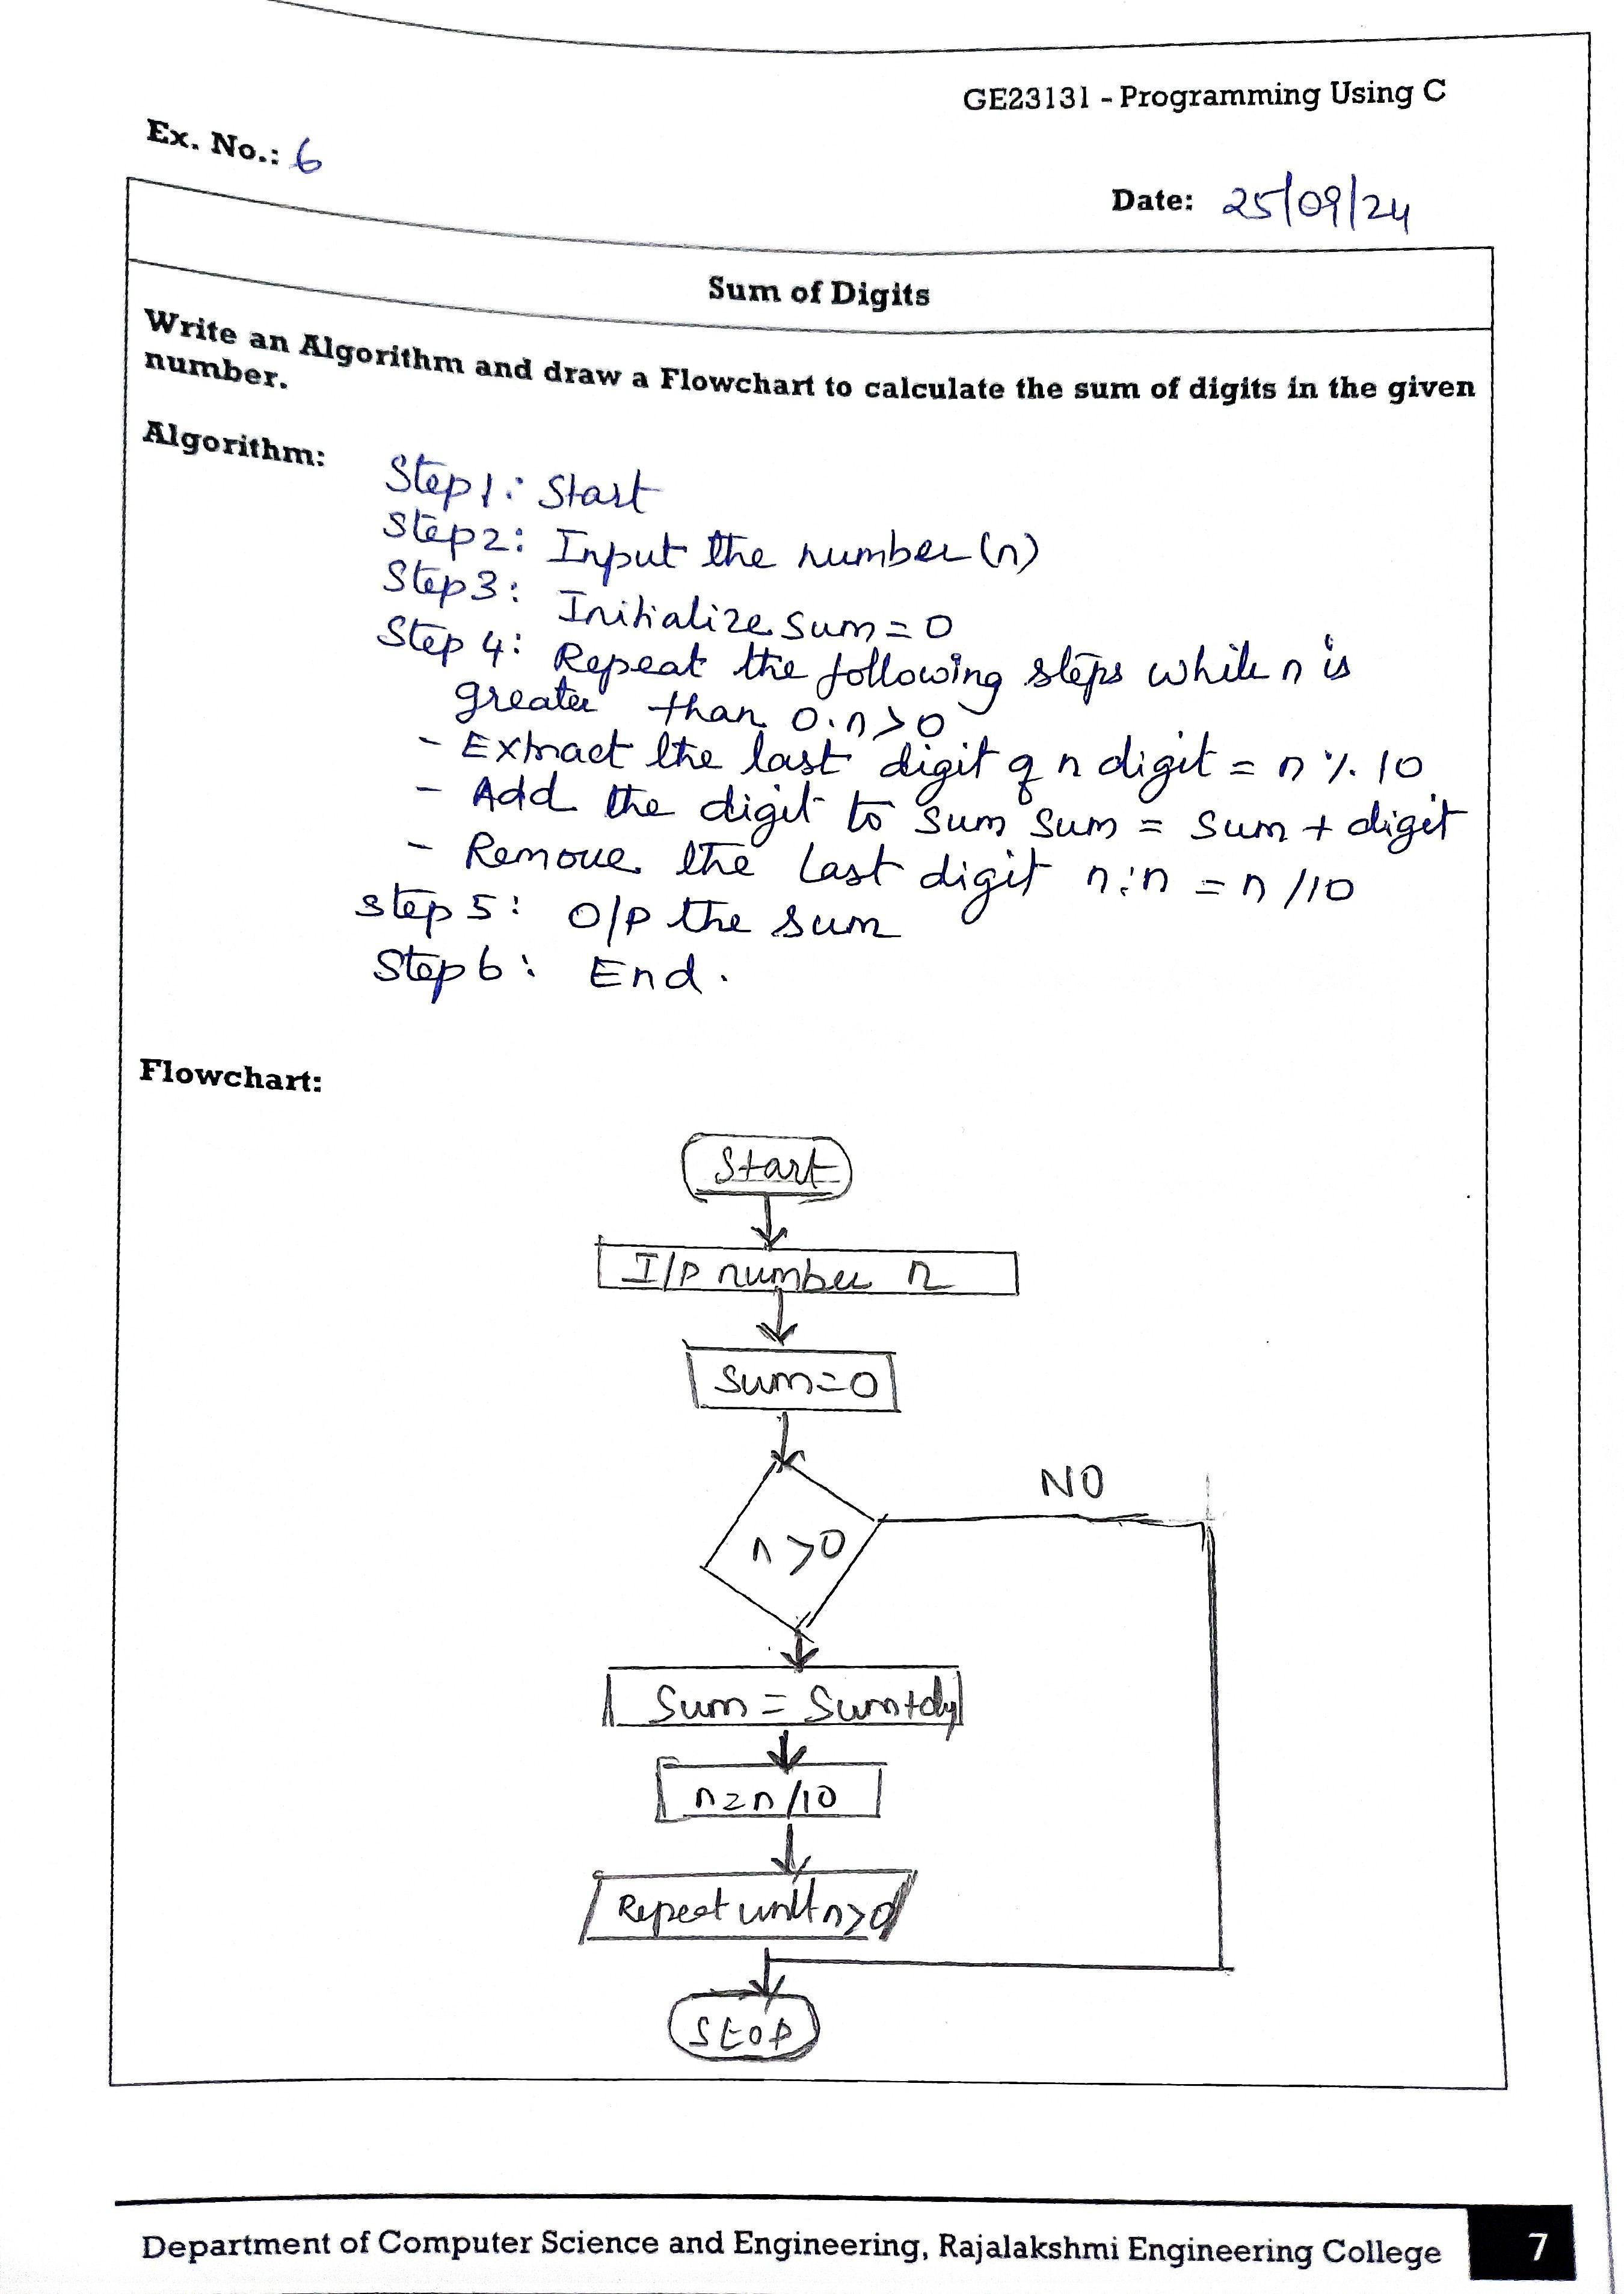 GE23131 - Programming Using C
Ex. No.: 6
Date: 25/09/24
Sum of Digits
Write an Algorithm and draw a Flowchart to calculate the sum of digits in the given
number.
Algorithm:
Step1: Start
Step2: Input the number (n)
Step3: Initialize sum = 0
Step 4: Repeat the following steps while n is
greater than 0: n>0
- Extract the last digit of n digit = n % 10
- Add the digit to sum sum = sum + digit
- Remove the last digit n: n = n /10
step 5: O/P the sum
Step 6: End.
Flowchart:
Start
I/P number n
Sum=0
n>0
NO
Sum = Sum+
n=n/10
Repeat until n>0
Stop
Department of Computer Science and Engineering, Rajalakshmi Engineering College
7